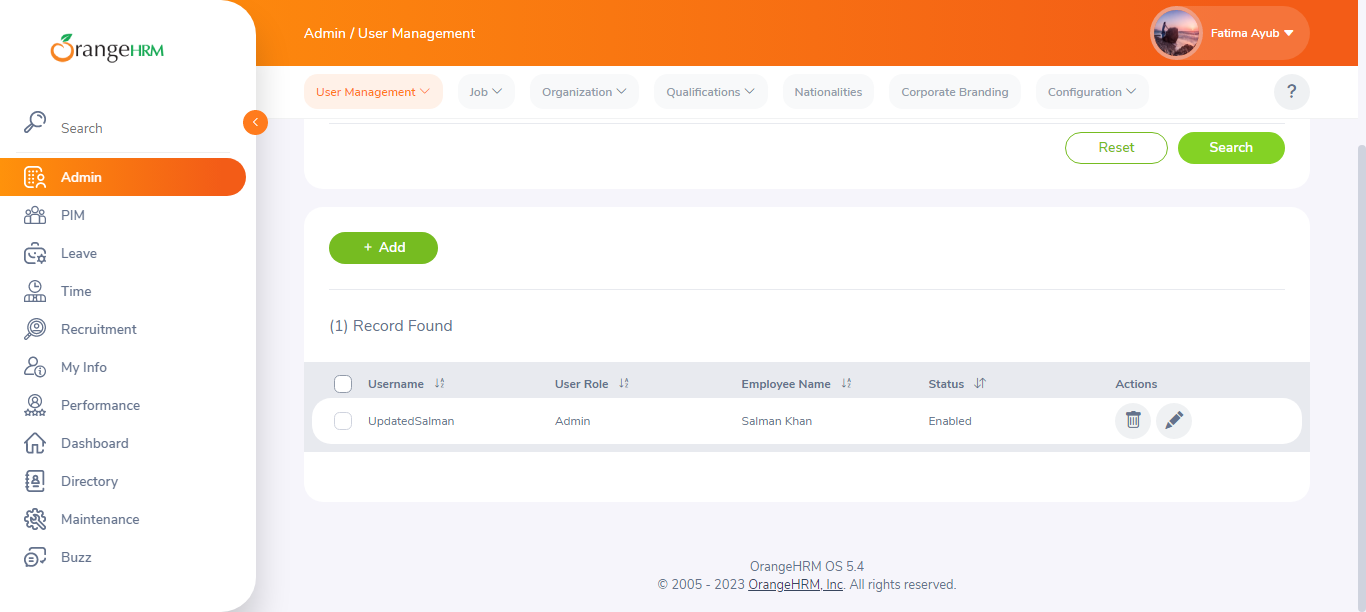 OrangeHRM
Search
Admin
PIM
Leave
Time
Recruitment
My Info
Performance
Dashboard
Directory
Maintenance
Buzz
Admin / User Management
Fatima Ayub
User Management
Job
Organization
Qualifications
Nationalities
Corporate Branding
Configuration
?
Reset
Search
+ Add
(1) Record Found
Username User Role Employee Name Status Actions
UpdatedSalman Admin Salman Khan Enabled
OrangeHRM OS 5.4
© 2005 - 2023 OrangeHRM, Inc. All rights reserved.